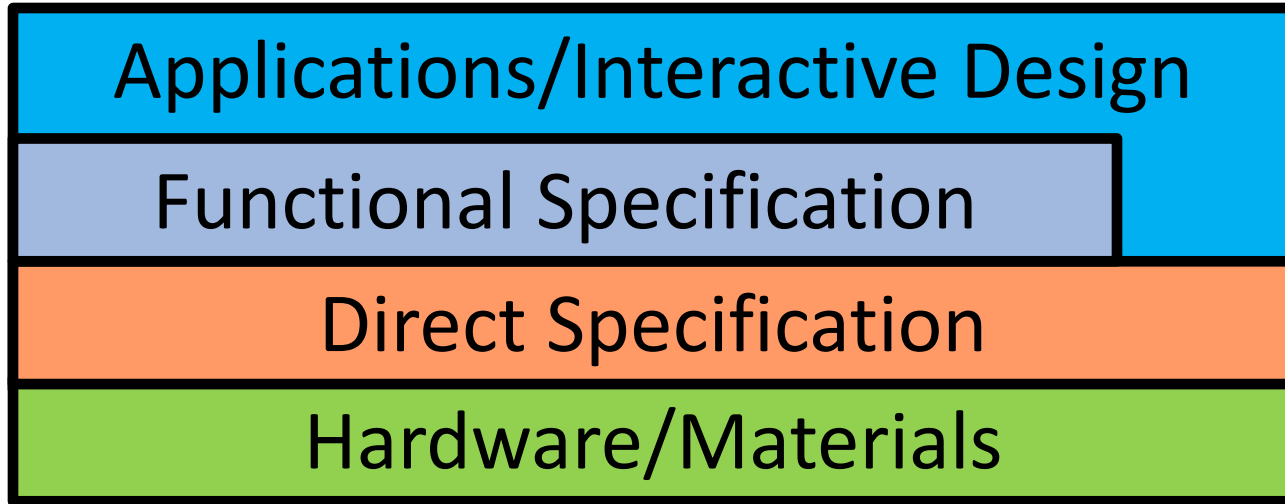 Applications/Interactive Design
Functional Specification
Direct Specification
Hardware/Materials